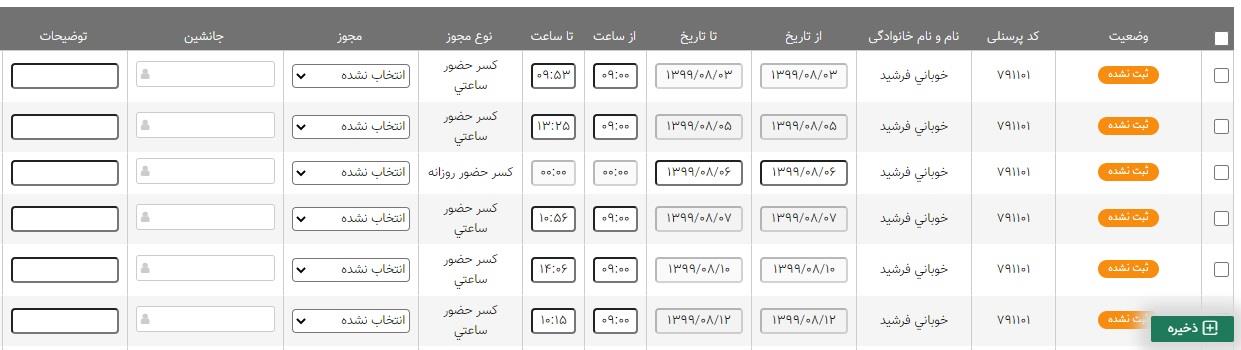 وضعیت کد پرسنلی نام و نام خانوادگی از تاریخ تا تاریخ از ساعت تا ساعت نوع مجوز مجوز جانشین توضیحات
ثبت نشده ۷۹۱۱۰۱ خوباني فرشيد ۱۳۹۹/۰۸/۰۳ ۱۳۹۹/۰۸/۰۳ ۰۹:۰۰ ۰۹:۵۳ کسر حضور ساعتي انتخاب نشده
ثبت نشده ۷۹۱۱۰۱ خوباني فرشيد ۱۳۹۹/۰۸/۰۵ ۱۳۹۹/۰۸/۰۵ ۰۹:۰۰ ۱۳:۲۵ کسر حضور ساعتي انتخاب نشده
ثبت نشده ۷۹۱۱۰۱ خوباني فرشيد ۱۳۹۹/۰۸/۰۶ ۱۳۹۹/۰۸/۰۶ ۰۰:۰۰ ۰۰:۰۰ کسر حضور روزانه انتخاب نشده
ثبت نشده ۷۹۱۱۰۱ خوباني فرشيد ۱۳۹۹/۰۸/۰۷ ۱۳۹۹/۰۸/۰۷ ۰۹:۰۰ ۱۰:۵۶ کسر حضور ساعتي انتخاب نشده
ثبت نشده ۷۹۱۱۰۱ خوباني فرشيد ۱۳۹۹/۰۸/۱۰ ۱۳۹۹/۰۸/۱۰ ۰۹:۰۰ ۱۴:۰۶ کسر حضور ساعتي انتخاب نشده
ثبت نشده ۷۹۱۱۰۱ خوباني فرشيد ۱۳۹۹/۰۸/۱۲ ۱۳۹۹/۰۸/۱۲ ۰۹:۰۰ ۱۰:۱۵ کسر حضور ساعتي انتخاب نشده
ذخیره